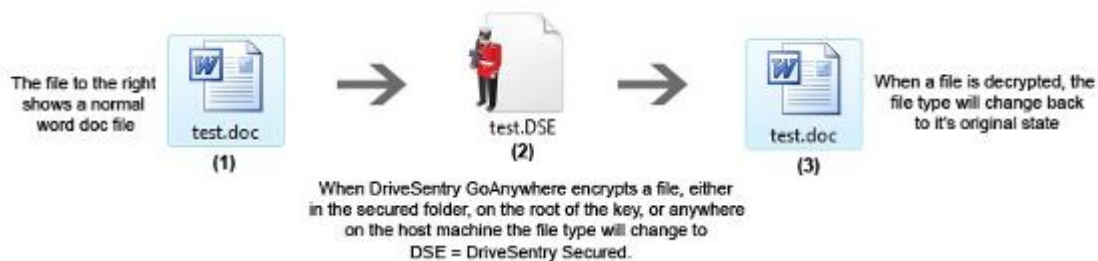 The file to the right
shows a normal
word doc file
W
test.doc
(1)
test.DSE
(2)
When DriveSentry GoAnywhere encrypts a file, either
in the secured folder, on the root of the key, or anywhere
on the host machine the file type will change to
DSE = DriveSentry Secured.
W
test.doc
(3)
When a file is decrypted, the
file type will change back
to it's original state